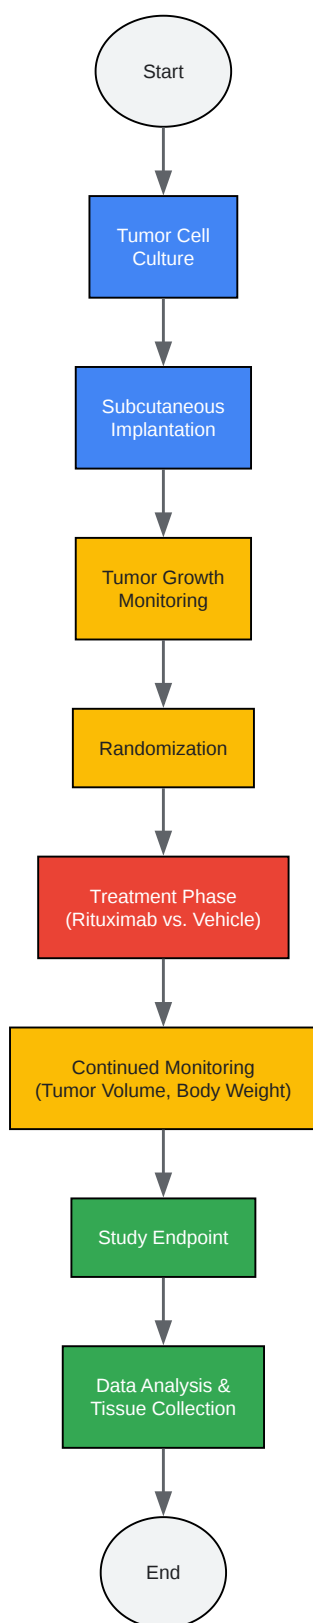 Start
Tumor Cell
Culture
Subcutaneous
Implantation
Tumor Growth
Monitoring
Randomization
Treatment Phase
(Rituximab vs. Vehicle)
Continued Monitoring
(Tumor Volume, Body Weight)
Study Endpoint
Data Analysis &
Tissue Collection
End